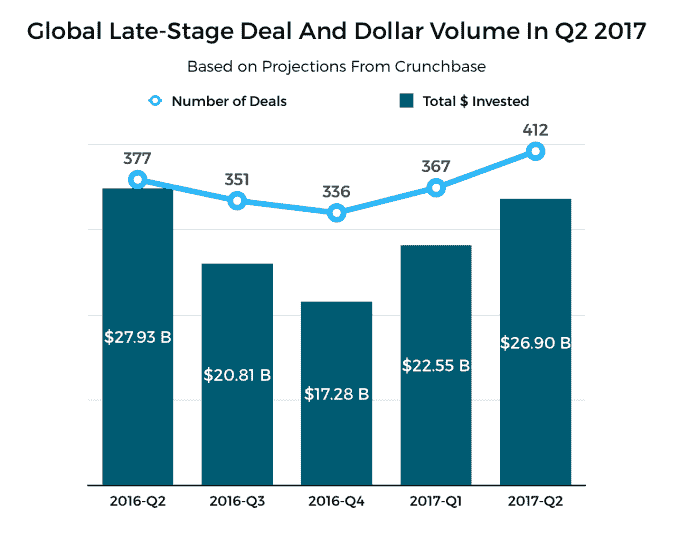 Global Late-Stage Deal And Dollar Volume In Q2 2017
Based on Projections From Crunchbase
Number of Deals
Total $ Invested
377
351
336
367
412
$27.93 B
$20.81 B
$17.28 B
$22.55 B
$26.90 B
2016-Q2
2016-Q3
2016-Q4
2017-Q1
2017-Q2